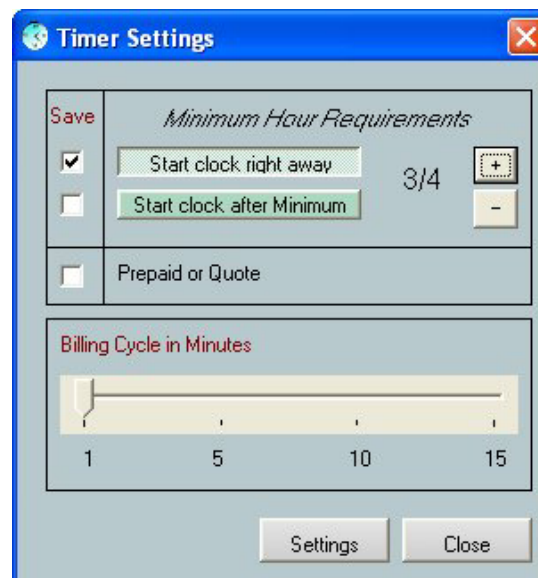 Timer Settings
Save
Minimum Hour Requirements
Start clock right away
3/4
+
Start clock after Minimum
-
Prepaid or Quote
Billing Cycle in Minutes
1 5 10 15
Settings Close